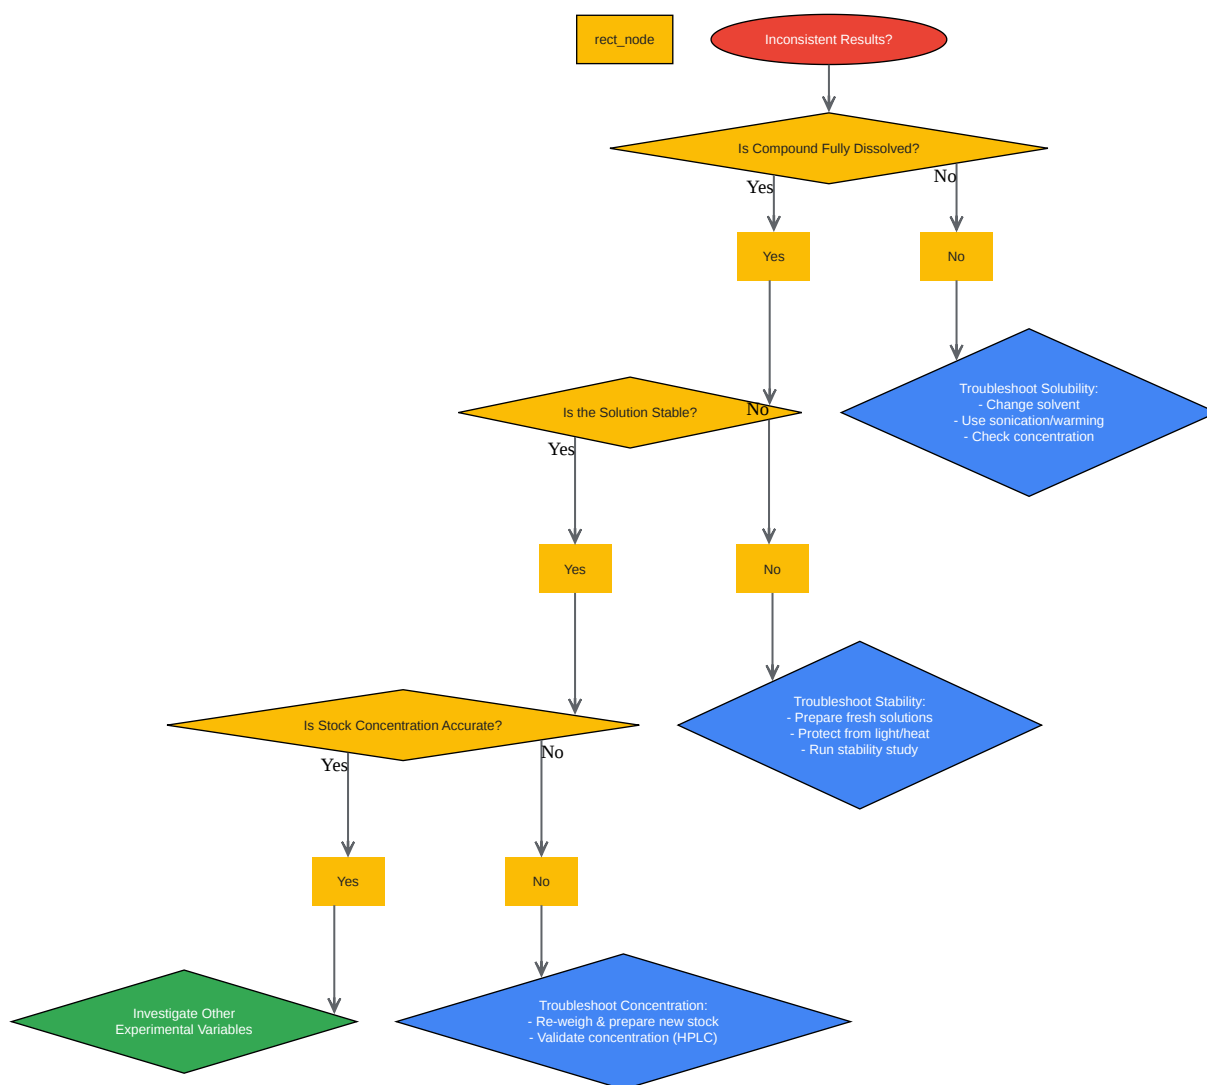 rect_node
Inconsistent Results?
Is Compound Fully Dissolved?
Yes
No
Yes
No
Troubleshoot Solubility:
- Change solvent
- Use sonication/warming
- Check concentration
Is the Solution Stable?
No
Yes
Yes
No
Troubleshoot Stability:
- Prepare fresh solutions
- Protect from light/heat
- Run stability study
Is Stock Concentration Accurate?
Yes
No
Yes
No
Investigate Other
Experimental Variables
Troubleshoot Concentration:
- Re-weigh & prepare new stock
- Validate concentration (HPLC)